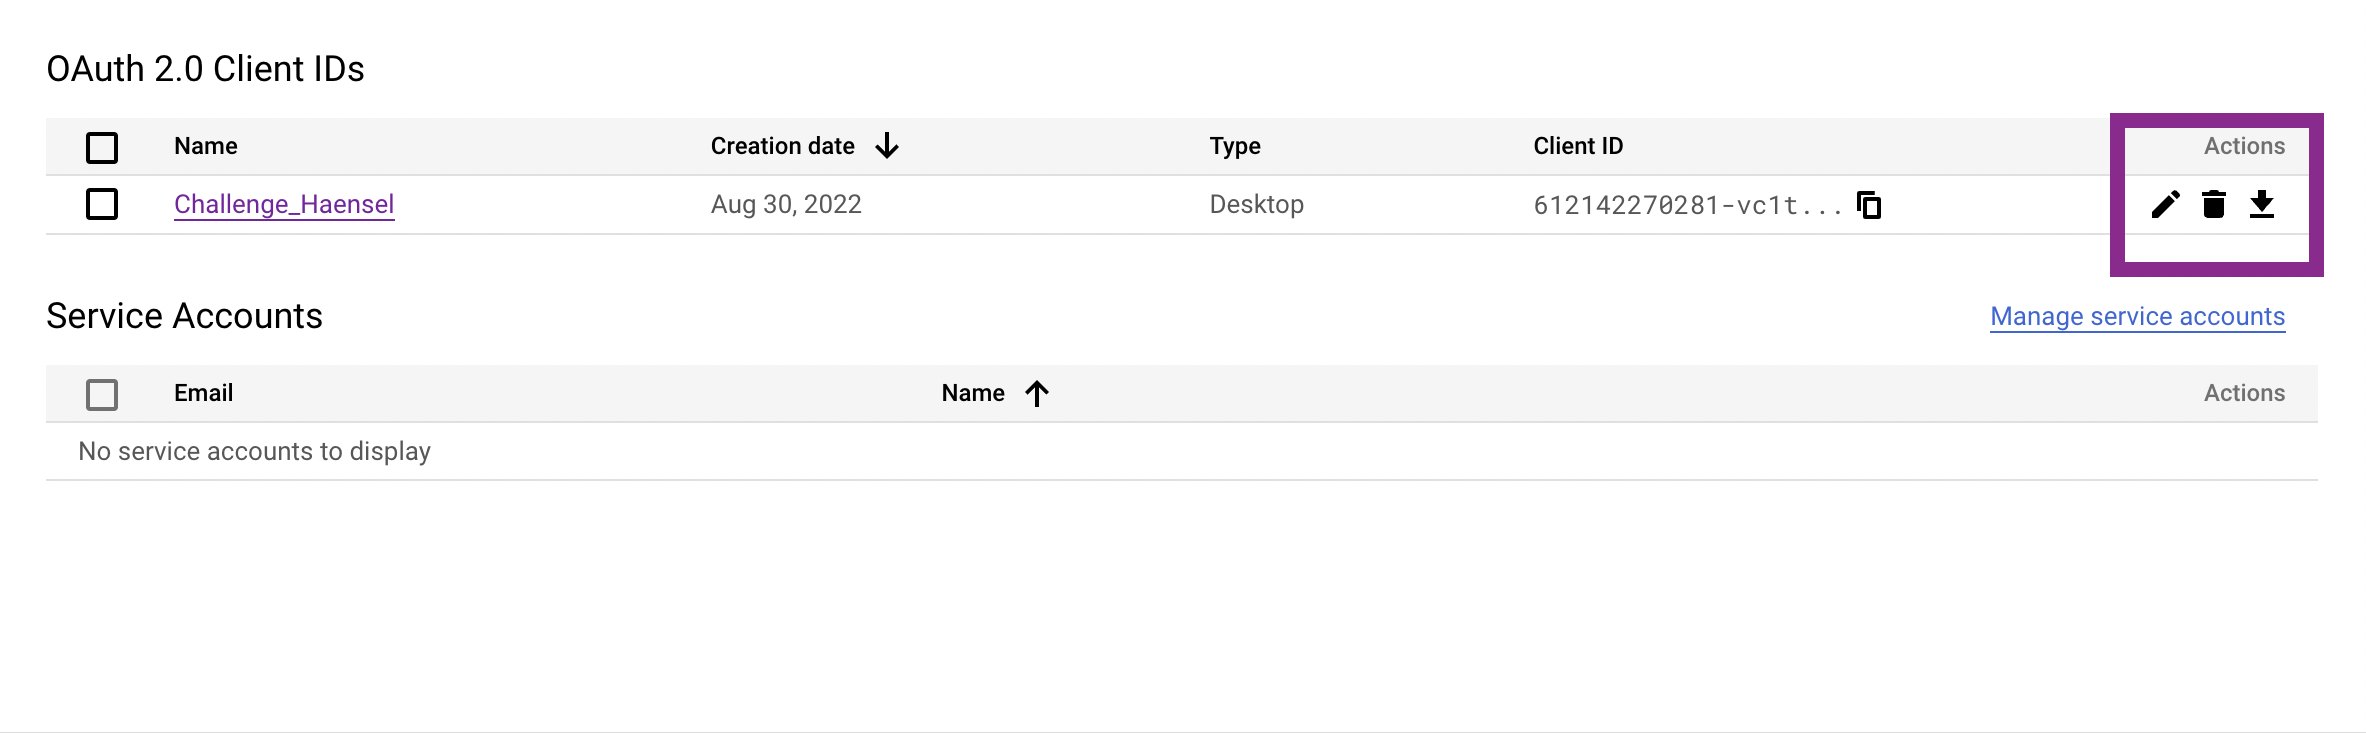 OAuth 2.0 Client IDs
Name Creation date Type Client ID Actions
Challenge_Haensel Aug 30, 2022 Desktop 612142270281-vc1t...
Service Accounts Manage service accounts
Email Name Actions
No service accounts to display